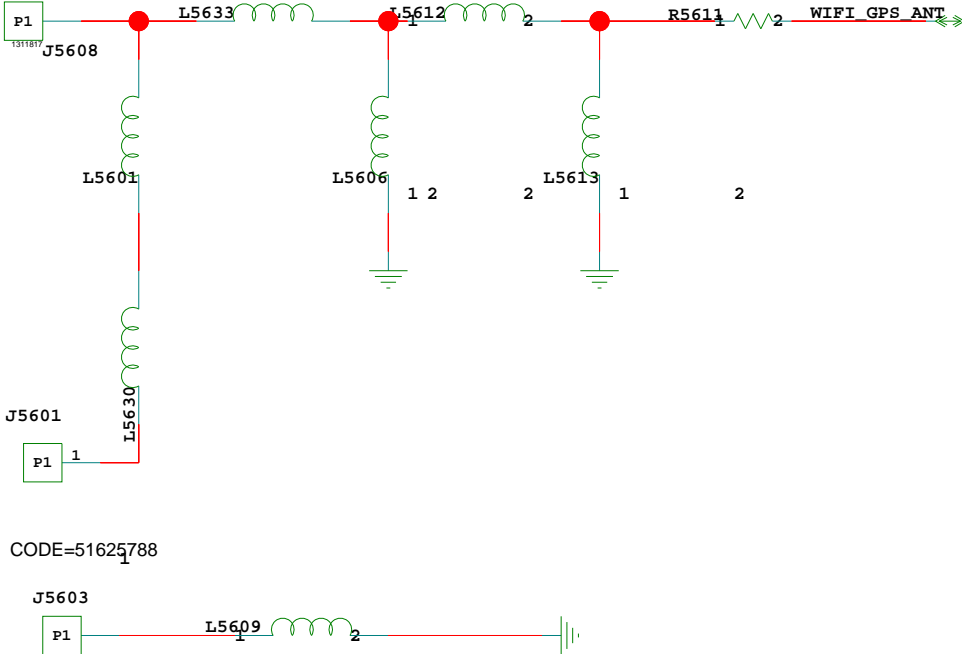 L5633 L5612 R5611 WIFI_GPS_ANT
P1 1 2 1 2
1311817
J5608
L5601 L5606 L5613
1 2 2 1 2
L5630
J5601
P1 1
CODE=51625788
1
J5603
L5609
P1 1 2